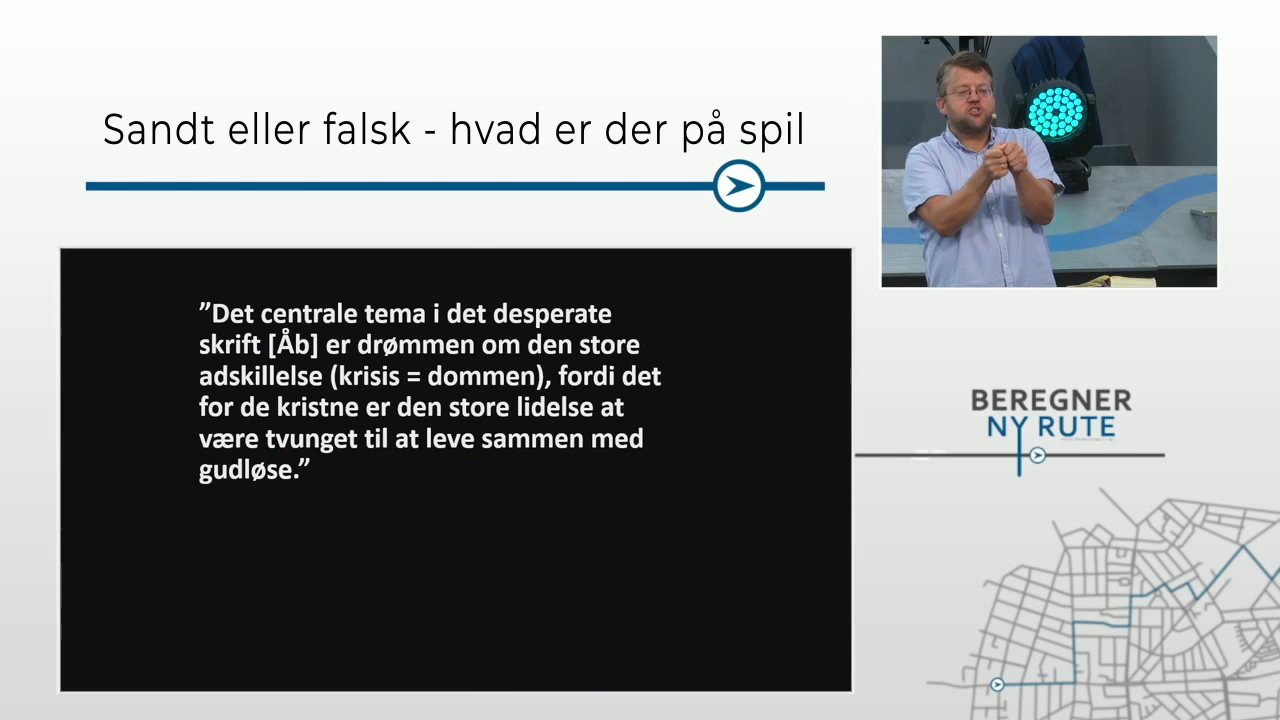 Sandt eller falsk - hvad er der på spil
”Det centrale tema i det desperate
skrift [Åb] er drømmen om den store
adskillelse (krisis = dommen), fordi det
for de kristne er den store lidelse at
være tvunget til at leve sammen med
gudløse.”
BEREGNER
NY RUTE